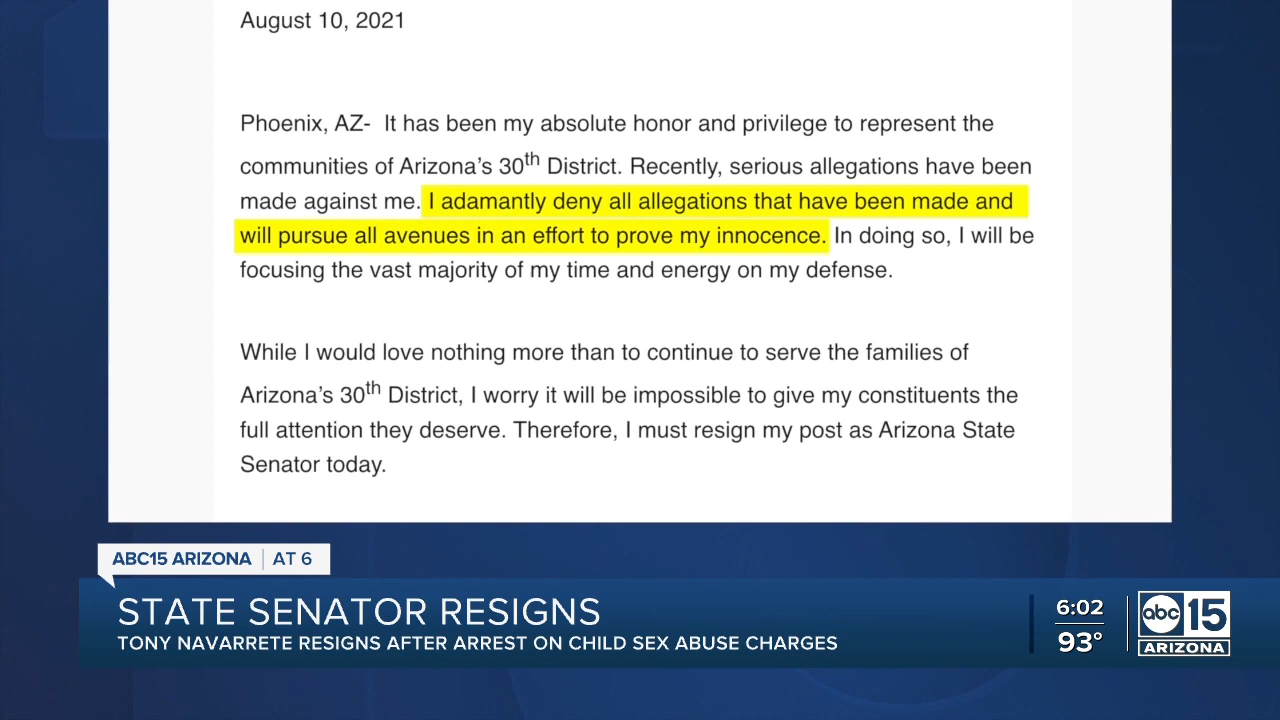 August 10, 2021
Phoenix, AZ-  It has been my absolute honor and privilege to represent the
communities of Arizona’s 30th District. Recently, serious allegations have been
made against me. I adamantly deny all allegations that have been made and
will pursue all avenues in an effort to prove my innocence. In doing so, I will be
focusing the vast majority of my time and energy on my defense.
While I would love nothing more than to continue to serve the families of
Arizona’s 30th District, I worry it will be impossible to give my constituents the
full attention they deserve. Therefore, I must resign my post as Arizona State
Senator today.
ABC15 ARIZONA | AT 6
STATE SENATOR RESIGNS
TONY NAVARRETE RESIGNS AFTER ARREST ON CHILD SEX ABUSE CHARGES
6:02
93°
abc 15
ARIZONA